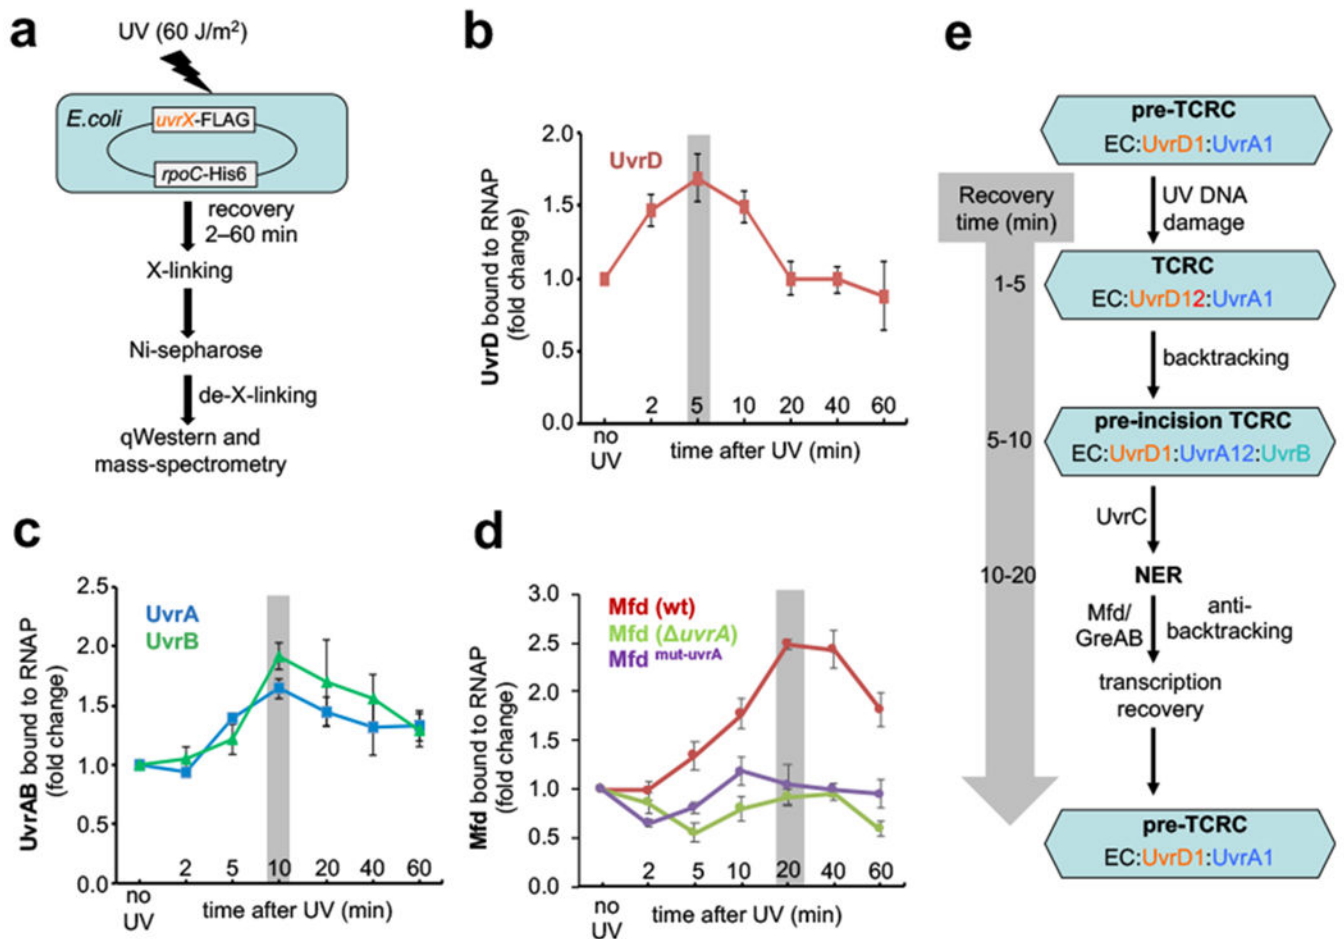 a
UV (60 J/m²)
E.coli
uvrX-FLAG
rpoC-His6
recovery
2–60 min
X-linking
Ni-sepharose
de-X-linking
qWestern and
mass-spectrometry
b
UvrD
UvrD bound to RNAP
(fold change)
2.0
1.5
1.0
0.5
0.0
no
UV
2
5
10
20
40
60
time after UV (min)
c
UvrA
UvrB
UvrAB bound to RNAP
(fold change)
2.5
2.0
1.5
1.0
0.5
0.0
no
UV
2
5
10
20
40
60
time after UV (min)
d
Mfd (wt)
Mfd (ΔuvrA)
Mfd mut-uvrA
Mfd bound to RNAP
(fold change)
3.0
2.5
2.0
1.5
1.0
0.5
0.0
no
UV
2
5
10
20
40
60
time after UV (min)
e
pre-TCRC
EC:UvrD1:UvrA1
Recovery
time (min)
UV DNA
damage
1-5
TCRC
EC:UvrD12:UvrA1
backtracking
5-10
pre-incision TCRC
EC:UvrD1:UvrA12:UvrB
UvrC
10-20
NER
Mfd/
GreAB
anti-
backtracking
transcription
recovery
pre-TCRC
EC:UvrD1:UvrA1